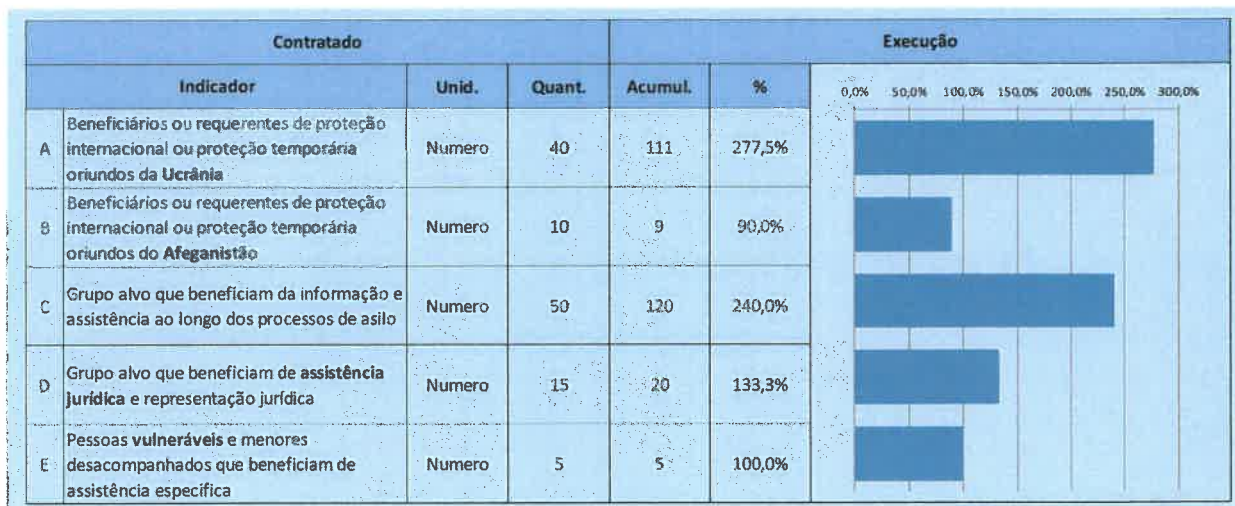 Contratado Execução
Indicador Unid. Quant. Acumul. %
0,0% 50,0% 100,0% 150,0% 200,0% 250,0% 300,0%
A Beneficiários ou requerentes de proteção
internacional ou proteção temporária
oriundos da Ucrânia
Numero 40 111 277,5%
B Beneficiários ou requerentes de proteção
internacional ou proteção temporária
oriundos do Afeganistão
Numero 10 9 90,0%
C Grupo alvo que beneficiam da informação e
assistência ao longo dos processos de asilo
Numero 50 120 240,0%
D Grupo alvo que beneficiam de assistência
jurídica e representação jurídica
Numero 15 20 133,3%
E Pessoas vulneráveis e menores
desacompanhados que beneficiam de
assistência especifica
Numero 5 5 100,0%